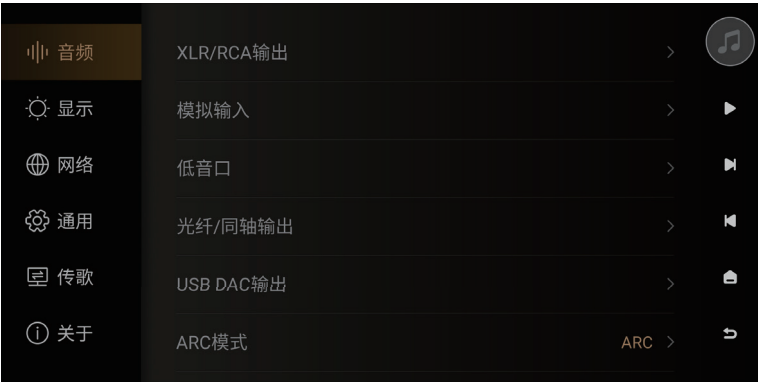 音频
显示
网络
通用
传歌
关于
XLR/RCA输出
模拟输入
低音口
光纤/同轴输出
USB DAC输出
ARC模式 ARC